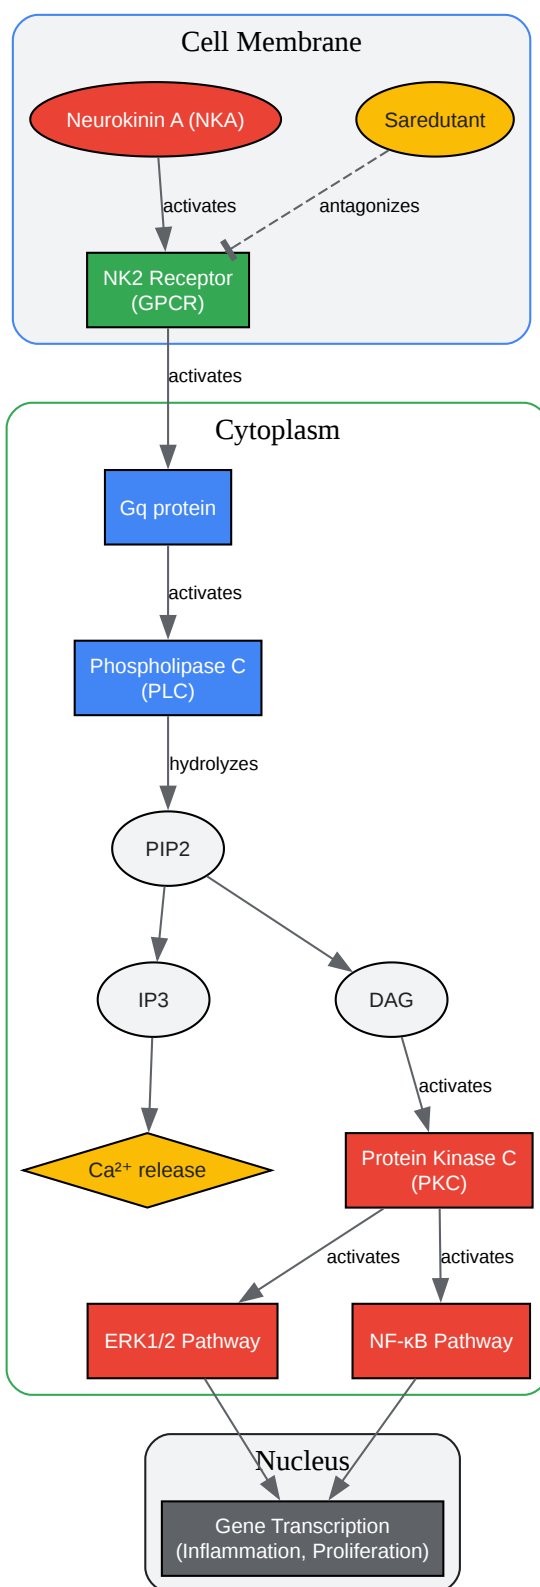 Cell Membrane
Neurokinin A (NKA)
Saredutant
activates
antagonizes
NK2 Receptor
(GPCR)
activates
Cytoplasm
Gq protein
activates
Phospholipase C
(PLC)
hydrolyzes
PIP2
IP3
DAG
activates
Ca²⁺ release
Protein Kinase C
(PKC)
activates
activates
ERK1/2 Pathway
NF-κB Pathway
Nucleus
Gene Transcription
(Inflammation, Proliferation)